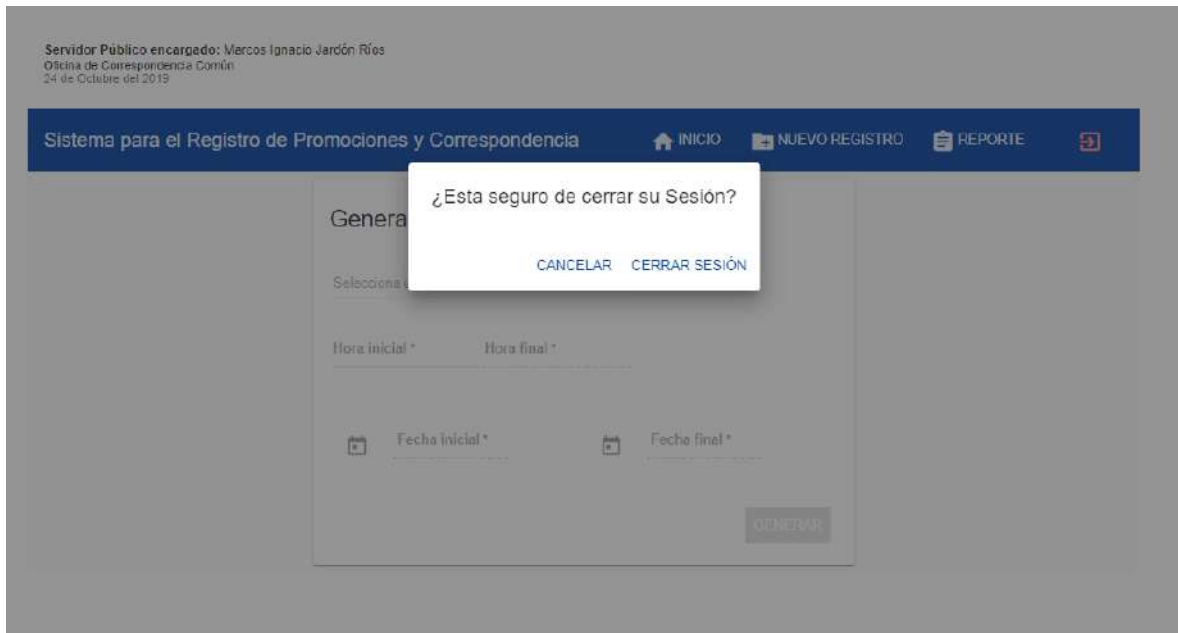 Servidor Público encargado: Marcos Ignacio Jardón Ríos
Oficina de Correspondencia Común
24 de Octubre del 2019
Sistema para el Registro de Promociones y Correspondencia INICIO NUEVO REGISTRO REPORTE
¿Esta seguro de cerrar su Sesión?
Genera
CANCELAR CERRAR SESIÓN
Selecciona
Hora inicial * Hora final *
Fecha inicial * Fecha final *
GENERAR